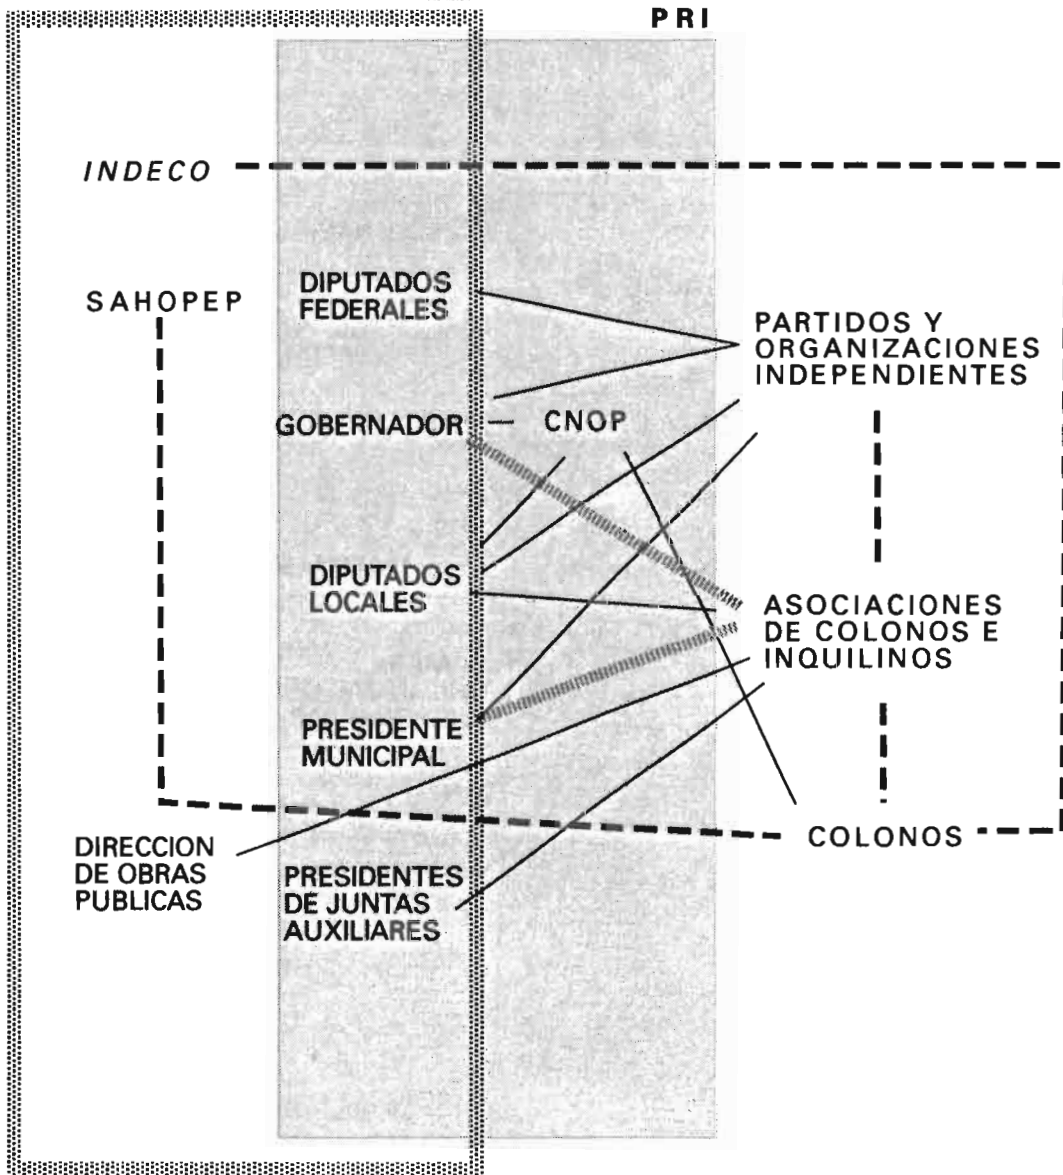 PRI
INDECO
SAHOPEP
DIPUTADOS
FEDERALES
PARTIDOS Y
ORGANIZACIONES
INDEPENDIENTES
GOBERNADOR
CNOP
DIPUTADOS
LOCALES
ASOCIACIONES
DE COLONOS E
INQUILINOS
PRESIDENTE
MUNICIPAL
COLONOS
DIRECCION
DE OBRAS
PUBLICAS
PRESIDENTES
DE JUNTAS
AUXILIARES